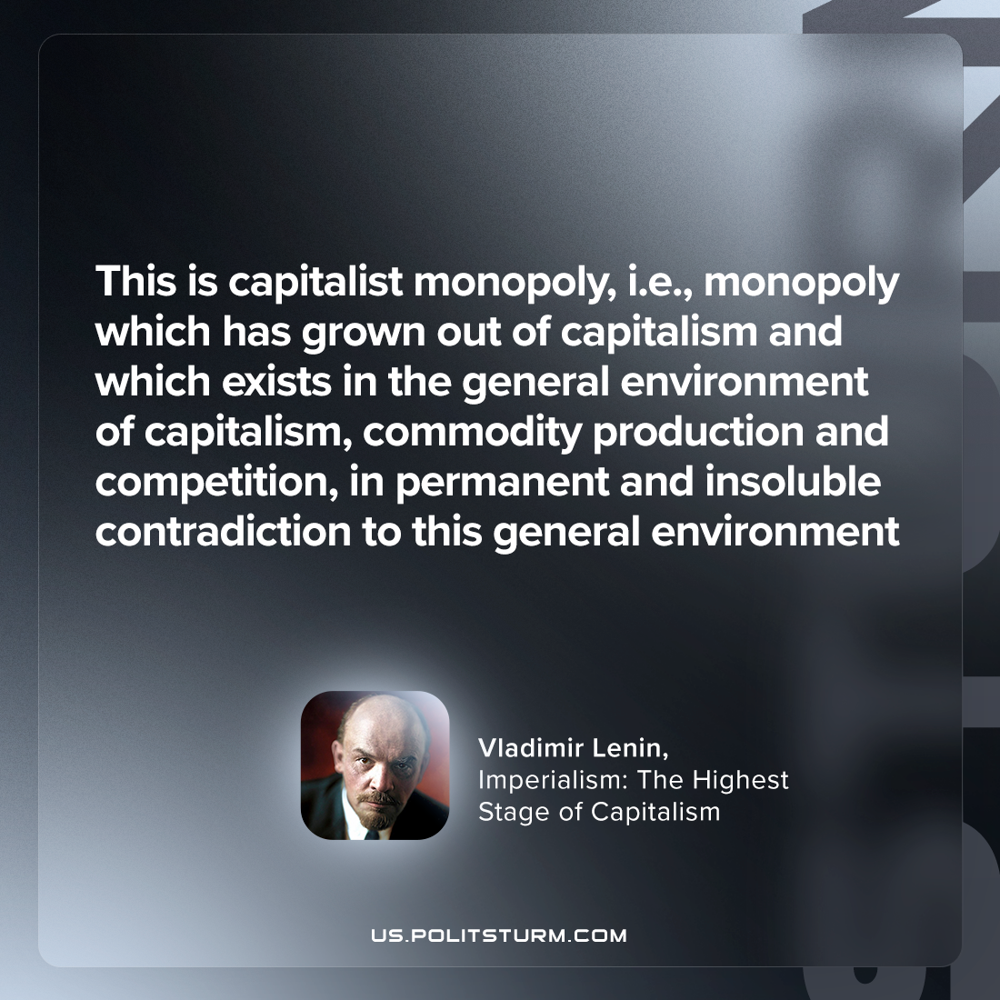 This is capitalist monopoly, i.e., monopoly
which has grown out of capitalism and
which exists in the general environment
of capitalism, commodity production and
competition, in permanent and insoluble
contradiction to this general environment
Vladimir Lenin,
Imperialism: The Highest
Stage of Capitalism
US.POLITSTURM.COM